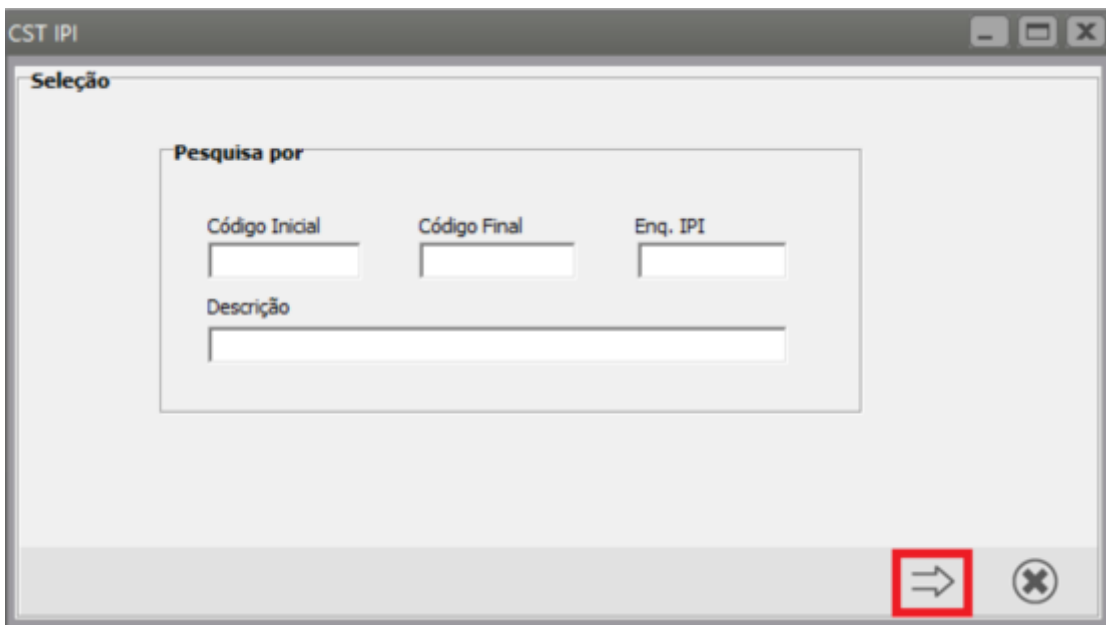 CST IPI
Seleção
Pesquisa por
Código Inicial Código Final Enq. IPI
Descrição